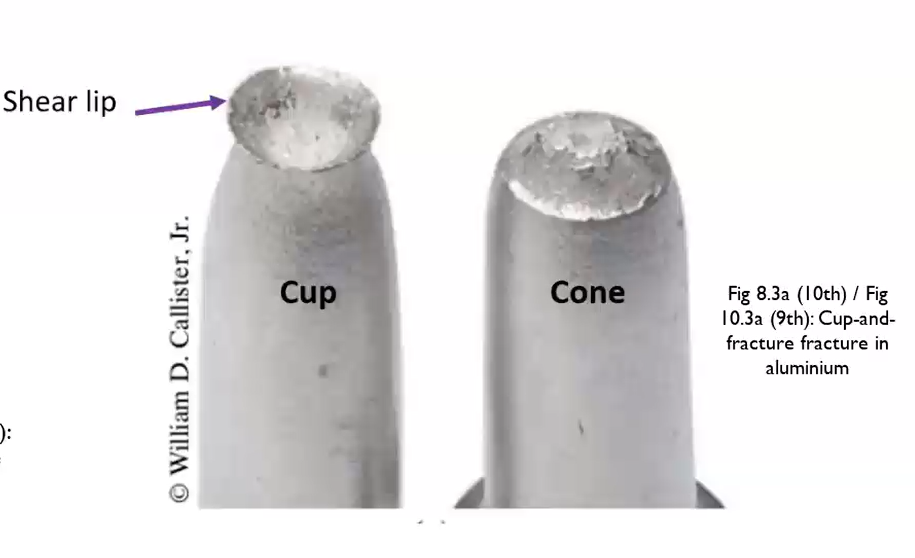 Shear lip
© William D. Callister, Jr.
Cup
Cone
Fig 8.3a (10th) / Fig
10.3a (9th): Cup-and-
fracture fracture in
aluminium
):